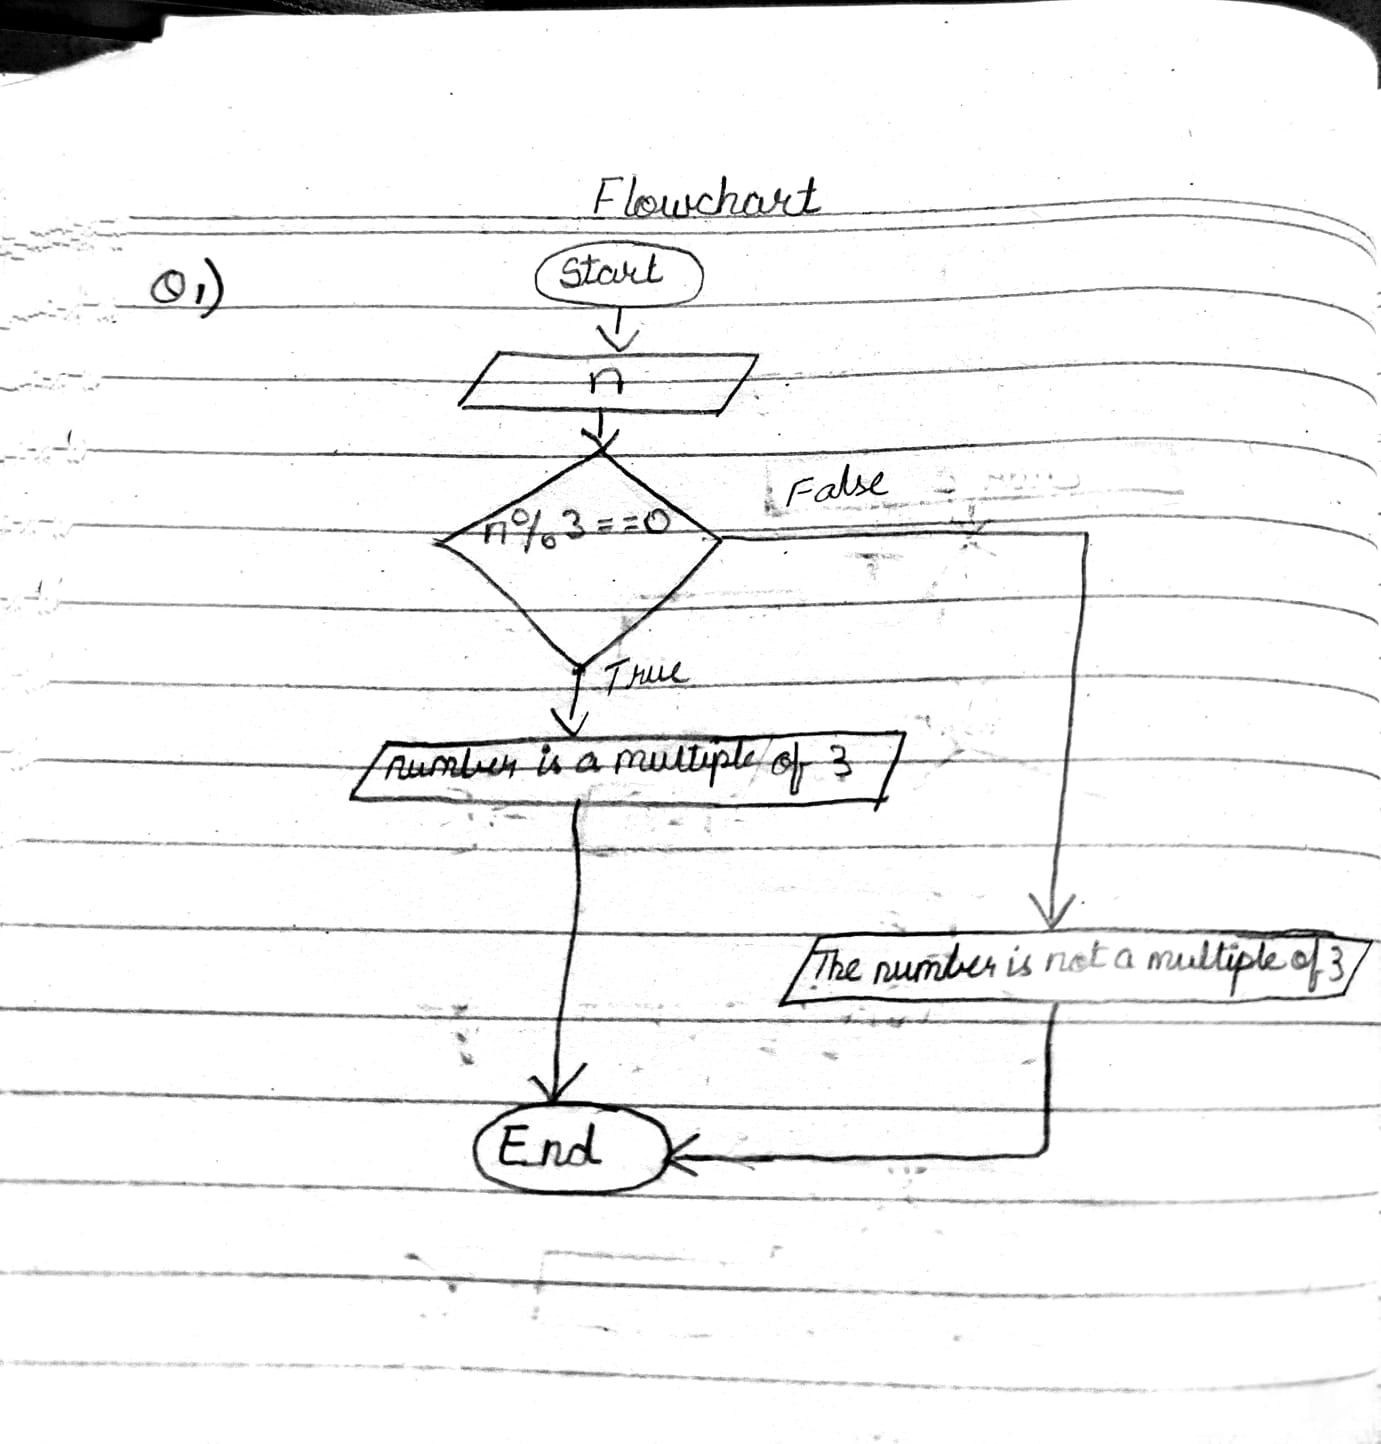 Flowchart
Q1)
Start
n
n%3==0
False
True
number is a multiple of 3
The number is not a multiple of 3
End